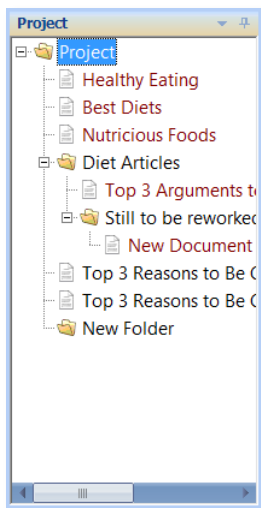 Project
Project
Healthy Eating
Best Diets
Nutricious Foods
Diet Articles
Top 3 Arguments t
Still to be reworked
New Document
Top 3 Reasons to Be
Top 3 Reasons to Be
New Folder